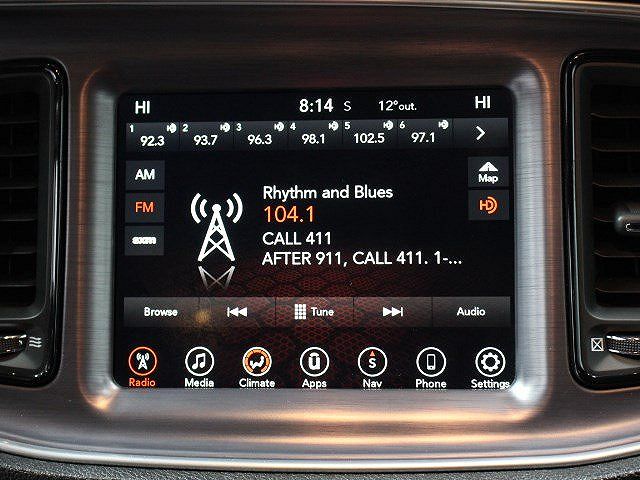 HI 8:14 S 12°out. HI
1 92.3 2 93.7 3 96.3 4 98.1 5 102.5 6 97.1
AM
FM
sxm
Map
HD
Rhythm and Blues
104.1
CALL 411
AFTER 911, CALL 411. 1-...
Browse Tune Audio
Radio Media Climate Apps Nav Phone Settings